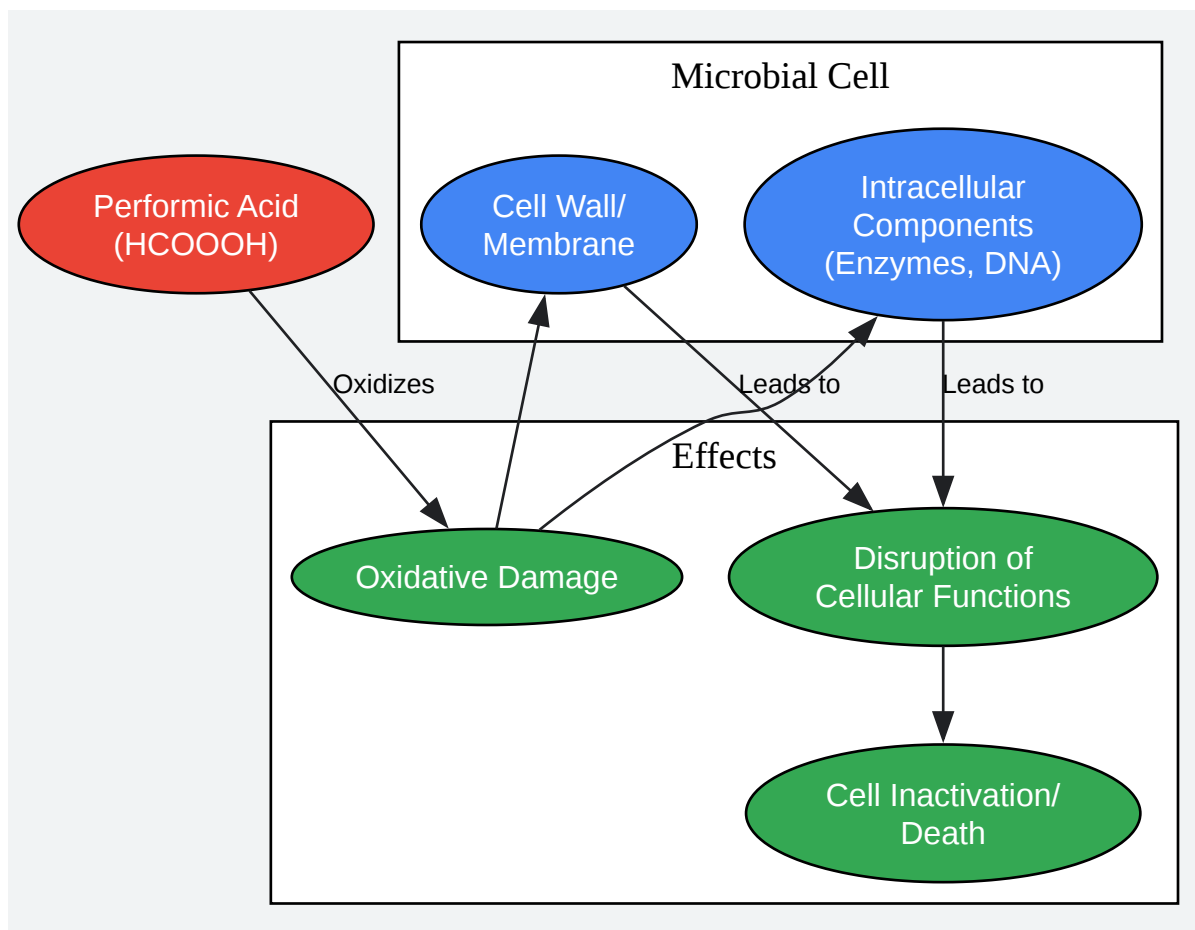 Microbial Cell
Performic Acid
(HCOOOH)
Cell Wall/
Membrane
Intracellular
Components
(Enzymes, DNA)
Oxidizes
Leads to
Leads to
Effects
Oxidative Damage
Disruption of
Cellular Functions
Cell Inactivation/
Death